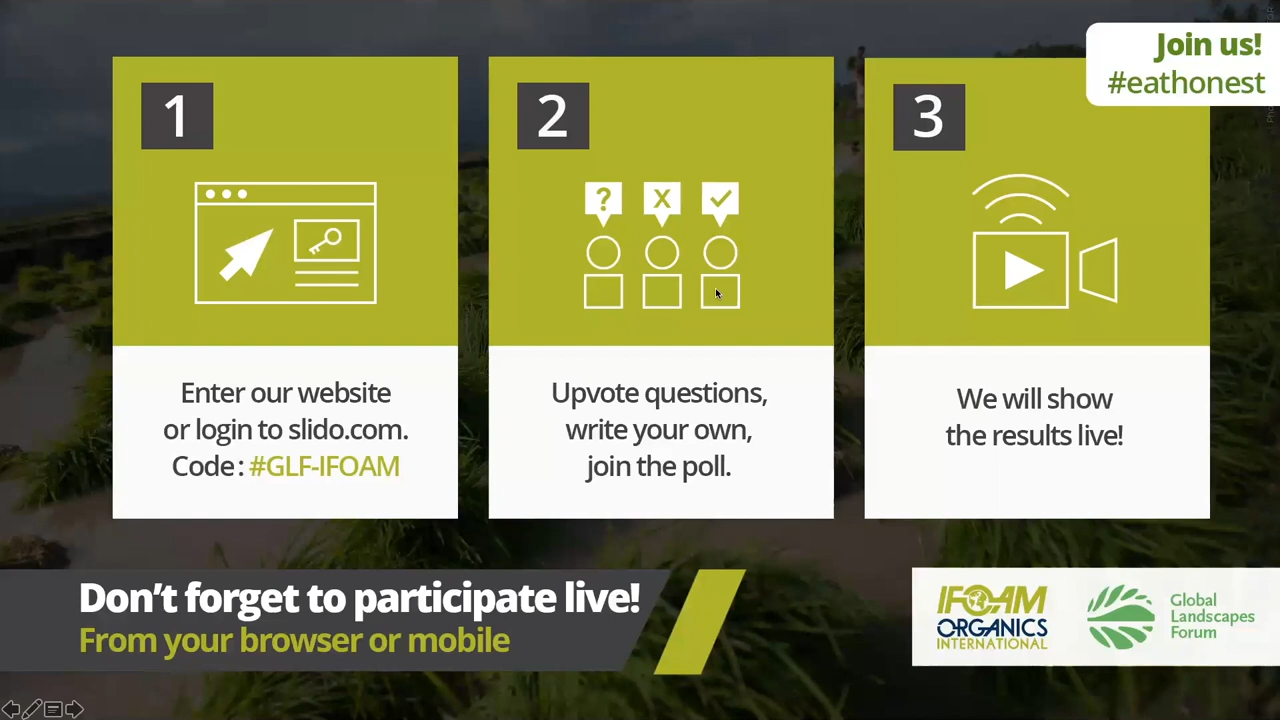 Join us!
#eathonest
1
Enter our website
or login to slido.com.
Code: #GLF-IFOAM
2
?
X
Upvote questions,
write your own,
join the poll.
3
We will show
the results live!
Don't forget to participate live!
From your browser or mobile
IFOAM
ORGANICS
INTERNATIONAL
Global
Landscapes
Forum